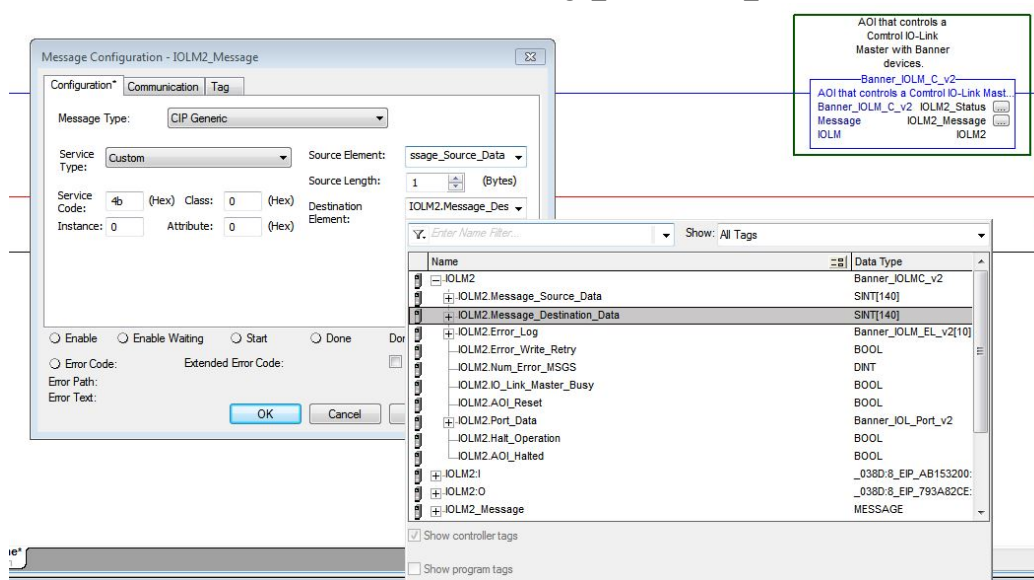 AOI that controls a
Comtrol IO-Link
Master with Banner
devices.
Banner_IOLM_C_v2
AOI that controls a Comtrol IO-Link Mast...
Banner_IOLM_C_v2 IOLM2_Status ...
Message IOLM2_Message ...
IOLM IOLM2
Message Configuration - IOLM2_Message
Configuration* Communication Tag
Message Type: CIP Generic
Service Type: Custom
Source Element: ssage_Source_Data
Source Length: 1 (Bytes)
Service Code: 4b (Hex) Class: 0 (Hex)
Destination Element: IOLM2.Message_Des
Instance: 0 Attribute: 0 (Hex)
Enable Enable Waiting Start Done
Error Code: Extended Error Code:
Error Path:
Error Text:
OK Cancel
Enter Name Filter... Show: All Tags
Name Data Type
IOLM2 Banner_IOLMC_v2
IOLM2.Message_Source_Data SINT[140]
IOLM2.Message_Destination_Data SINT[140]
IOLM2.Error_Log Banner_IOLM_EL_v2[10]
IOLM2.Error_Write_Retry BOOL
IOLM2.Num_Error_MSGS DINT
IOLM2.IO_Link_Master_Busy BOOL
IOLM2.AOI_Reset BOOL
IOLM2.Port_Data Banner_IOL_Port_v2
IOLM2.Halt_Operation BOOL
IOLM2.AOI_Halted BOOL
IOLM2:I _038D:8_EIP_AB153200:
IOLM2:O _038D:8_EIP_793A82CE:
IOLM2_Message MESSAGE
Show controller tags
Show program tags